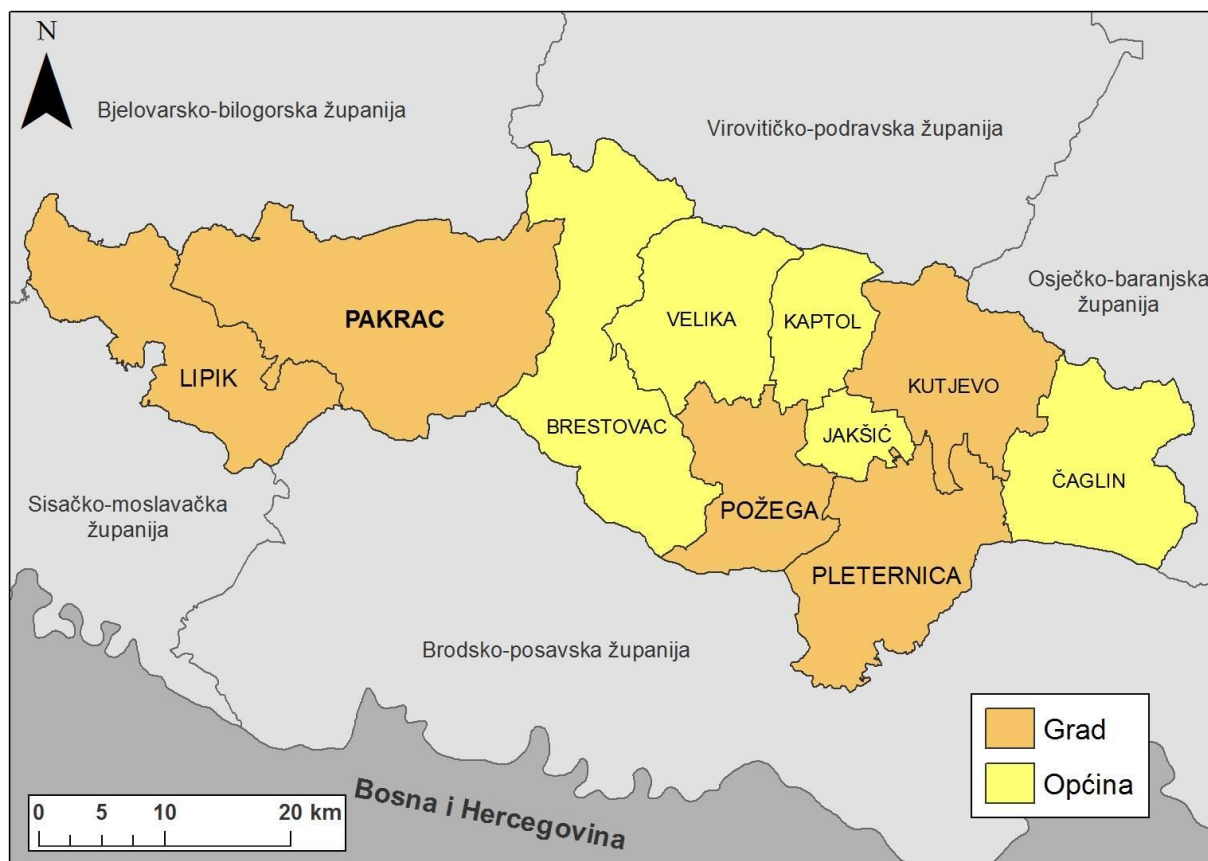 N
Bjelovarsko-bilogorska županija
Virovitičko-podravska županija
Osječko-baranjska
županija
PAKRAC
VELIKA
KAPTOL
LIPIK
KUTJEVO
BRESTOVAC
JAKŠIĆ
ČAGLIN
Sisačko-moslavačka
županija
POŽEGA
PLETERNICA
Brodsko-posavska županija
Bosna i Hercegovina
Grad
Općina
0 5 10 20 km